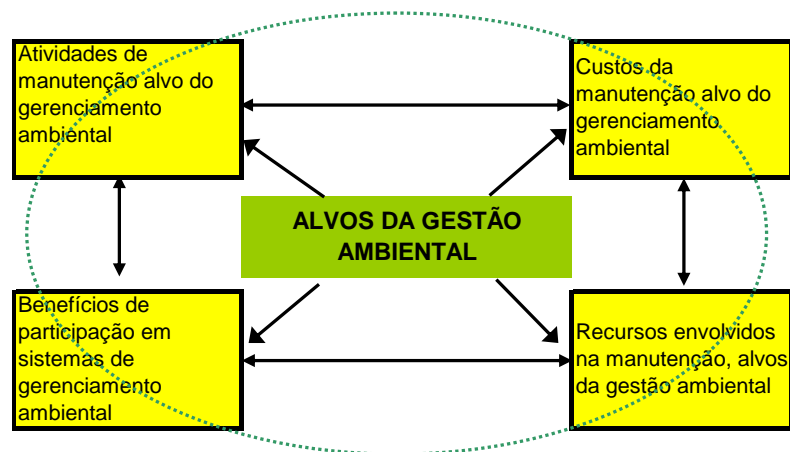 Atividades de
manutenção alvo do
gerenciamento
ambiental
Custos da
manutenção alvo do
gerenciamento
ambiental
ALVOS DA GESTÃO
AMBIENTAL
Benefícios de
participação em
sistemas de
gerenciamento
ambiental
Recursos envolvidos
na manutenção, alvos
da gestão ambiental